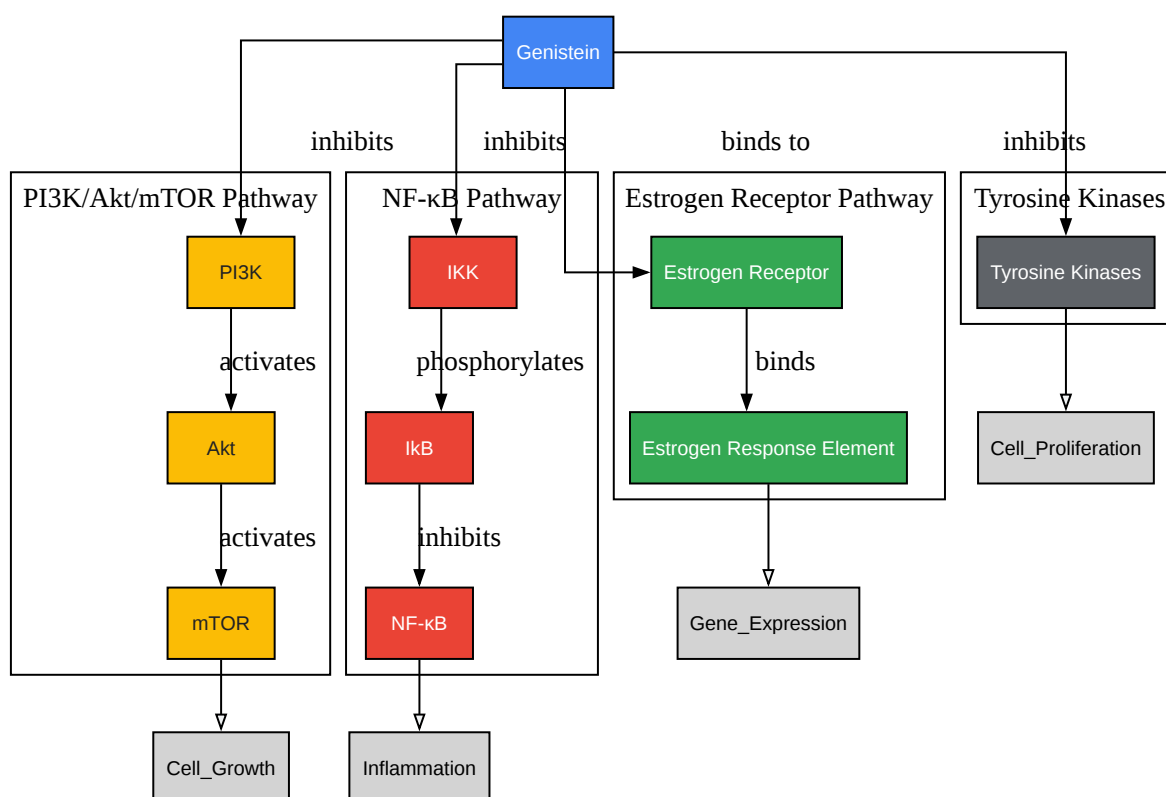 Genistein
inhibits
inhibits
binds to
inhibits
PI3K/Akt/mTOR Pathway
NF-κB Pathway
Estrogen Receptor Pathway
Tyrosine Kinases
PI3K
IKK
Estrogen Receptor
Tyrosine Kinases
activates
phosphorylates
binds
Akt
IkB
Estrogen Response Element
Cell_Proliferation
activates
inhibits
mTOR
NF-κB
Gene_Expression
Cell_Growth
Inflammation